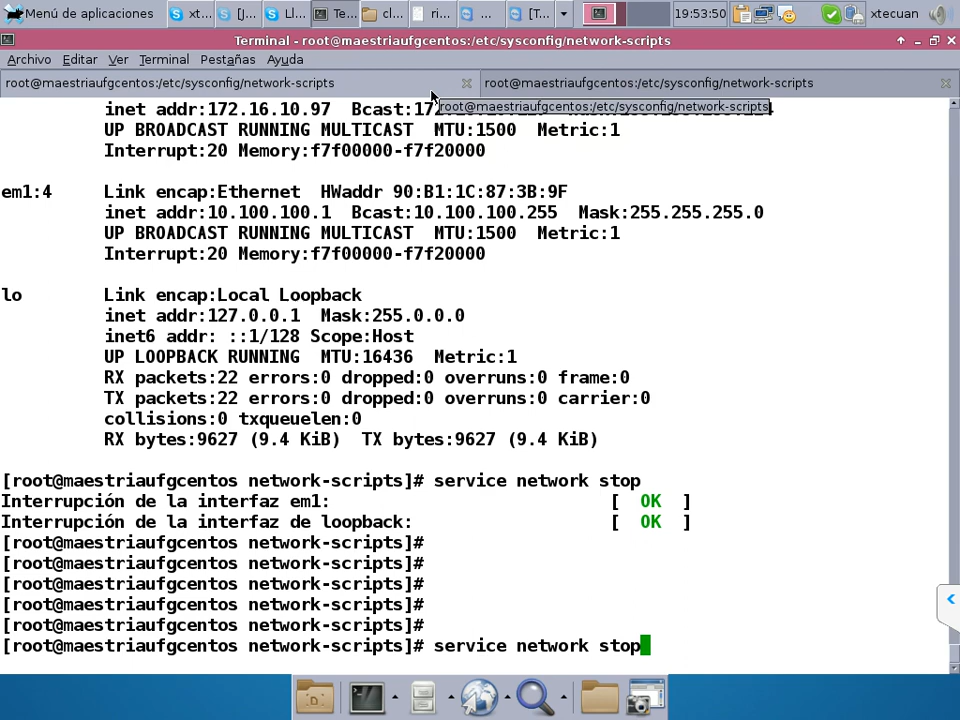 Menú de aplicaciones xt... [J... Ll... Te... cl... ri... ... [T... 19:53:50 xtecuan
Terminal - root@maestriaufgcentos:/etc/sysconfig/network-scripts
Archivo Editar Ver Terminal Pestañas Ayuda
root@maestriaufgcentos:/etc/sysconfig/network-scripts root@maestriaufgcentos:/etc/sysconfig/network-scripts
root@maestriaufgcentos:/etc/sysconfig/network-scripts
inet addr:172.16.10.97 Bcast:17
UP BROADCAST RUNNING MULTICAST MTU:1500 Metric:1
Interrupt:20 Memory:f7f00000-f7f20000
em1:4 Link encap:Ethernet HWaddr 90:B1:1C:87:3B:9F
inet addr:10.100.100.1 Bcast:10.100.100.255 Mask:255.255.255.0
UP BROADCAST RUNNING MULTICAST MTU:1500 Metric:1
Interrupt:20 Memory:f7f00000-f7f20000
lo Link encap:Local Loopback
inet addr:127.0.0.1 Mask:255.0.0.0
inet6 addr: ::1/128 Scope:Host
UP LOOPBACK RUNNING MTU:16436 Metric:1
RX packets:22 errors:0 dropped:0 overruns:0 frame:0
TX packets:22 errors:0 dropped:0 overruns:0 carrier:0
collisions:0 txqueuelen:0
RX bytes:9627 (9.4 KiB) TX bytes:9627 (9.4 KiB)
[root@maestriaufgcentos network-scripts]# service network stop
Interrupción de la interfaz em1: [ OK ]
Interrupción de la interfaz de loopback: [ OK ]
[root@maestriaufgcentos network-scripts]#
[root@maestriaufgcentos network-scripts]#
[root@maestriaufgcentos network-scripts]#
[root@maestriaufgcentos network-scripts]#
[root@maestriaufgcentos network-scripts]#
[root@maestriaufgcentos network-scripts]# service network stop